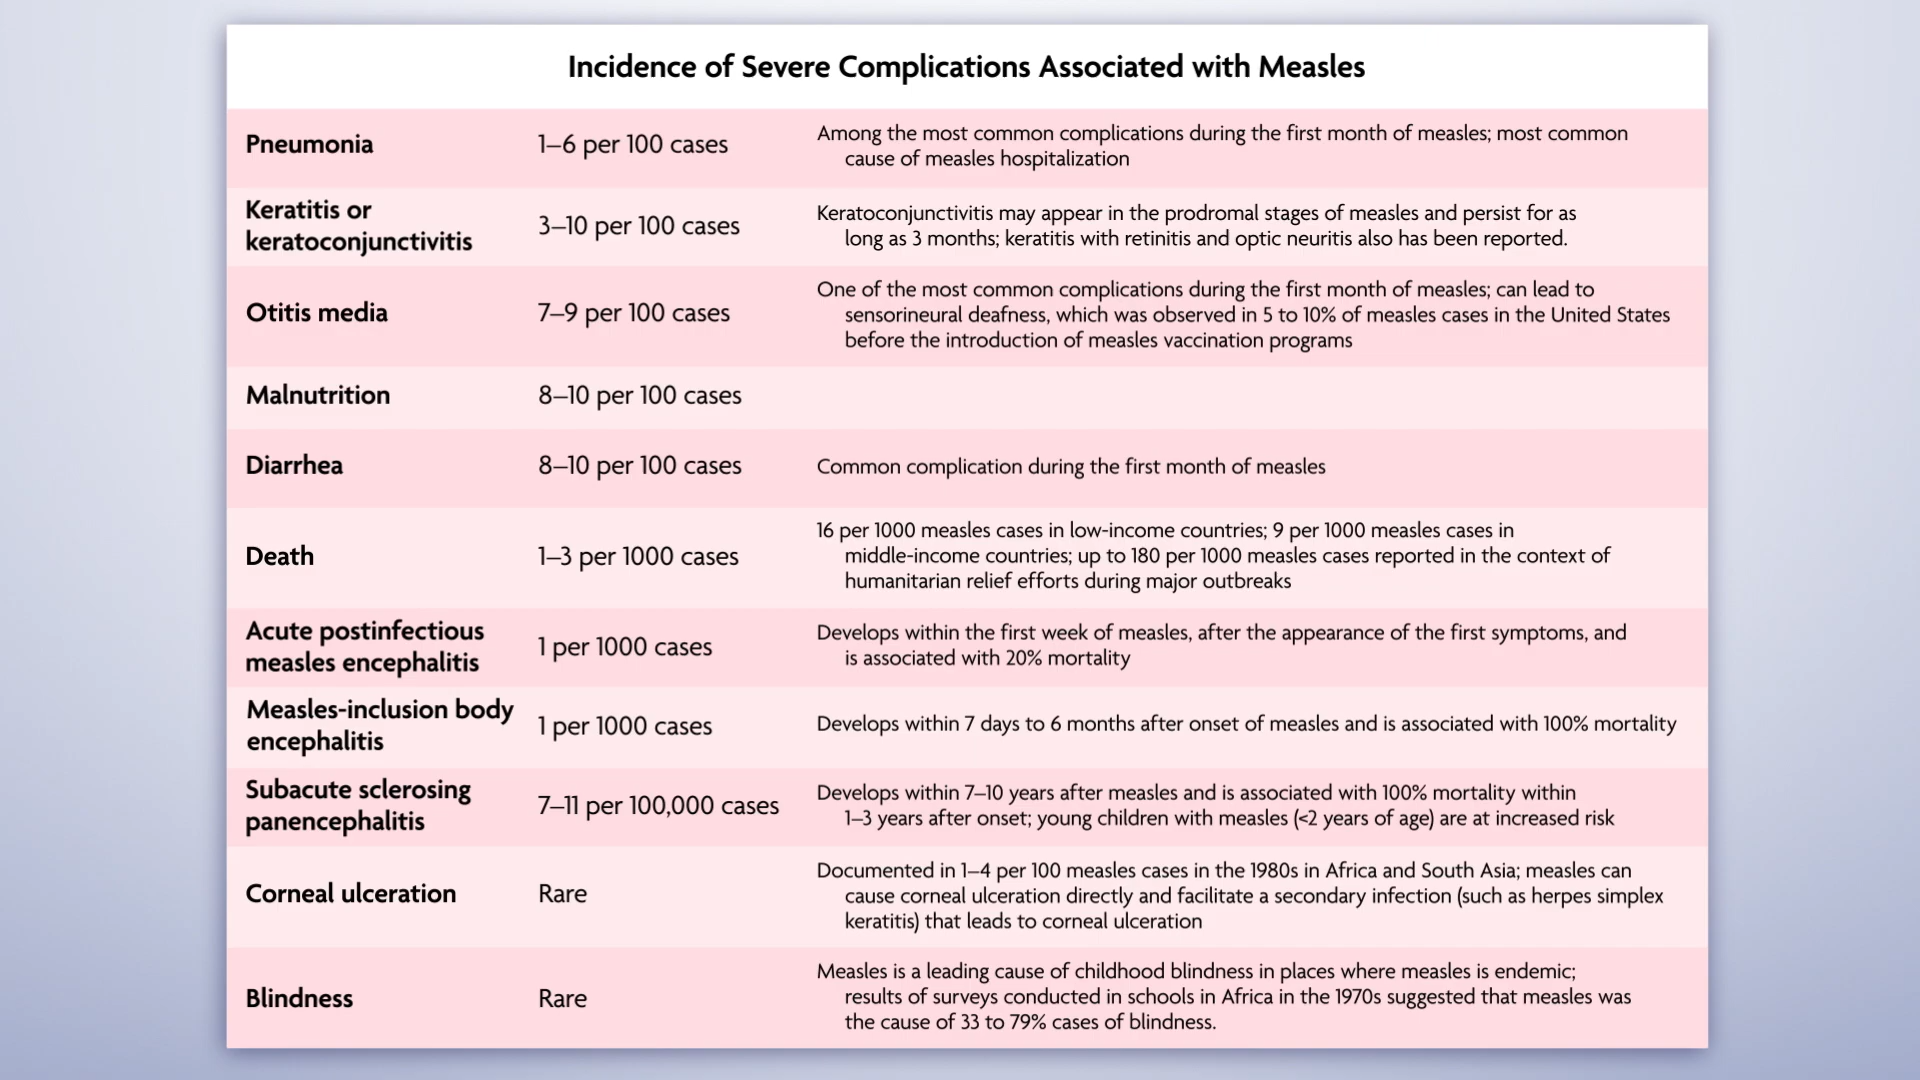 Incidence of Severe Complications Associated with Measles
Pneumonia
1–6 per 100 cases
Among the most common complications during the first month of measles; most common
cause of measles hospitalization
Keratitis or
keratoconjunctivitis
3–10 per 100 cases
Keratoconjunctivitis may appear in the prodromal stages of measles and persist for as
long as 3 months; keratitis with retinitis and optic neuritis also has been reported.
Otitis media
7–9 per 100 cases
One of the most common complications during the first month of measles; can lead to
sensorineural deafness, which was observed in 5 to 10% of measles cases in the United States
before the introduction of measles vaccination programs
Malnutrition
8–10 per 100 cases
Diarrhea
8–10 per 100 cases
Common complication during the first month of measles
Death
1–3 per 1000 cases
16 per 1000 measles cases in low-income countries; 9 per 1000 measles cases in
middle-income countries; up to 180 per 1000 measles cases reported in the context of
humanitarian relief efforts during major outbreaks
Acute postinfectious
measles encephalitis
1 per 1000 cases
Develops within the first week of measles, after the appearance of the first symptoms, and
is associated with 20% mortality
Measles-inclusion body
encephalitis
1 per 1000 cases
Develops within 7 days to 6 months after onset of measles and is associated with 100% mortality
Subacute sclerosing
panencephalitis
7–11 per 100,000 cases
Develops within 7–10 years after measles and is associated with 100% mortality within
1–3 years after onset; young children with measles (<2 years of age) are at increased risk
Corneal ulceration
Rare
Documented in 1–4 per 100 measles cases in the 1980s in Africa and South Asia; measles can
cause corneal ulceration directly and facilitate a secondary infection (such as herpes simplex
keratitis) that leads to corneal ulceration
Blindness
Rare
Measles is a leading cause of childhood blindness in places where measles is endemic;
results of surveys conducted in schools in Africa in the 1970s suggested that measles was
the cause of 33 to 79% cases of blindness.